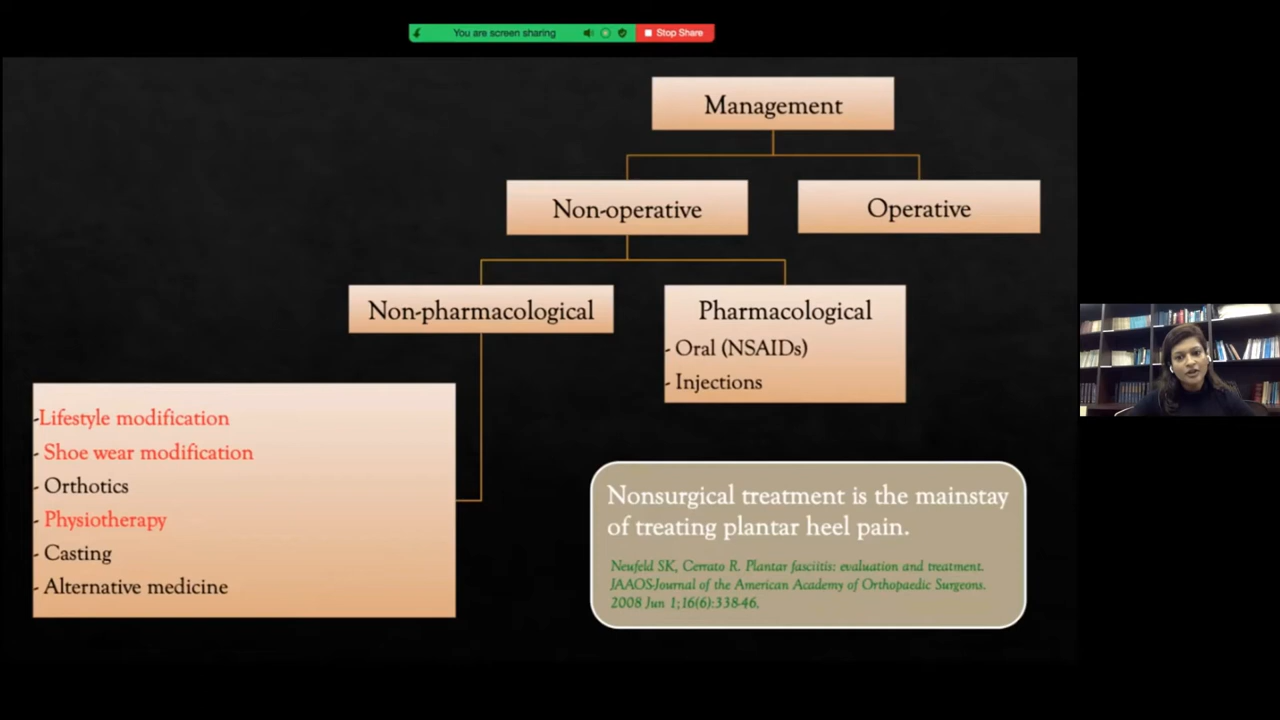 You are screen sharing
Stop Share
Management
Non-operative
Operative
Non-pharmacological
Pharmacological
- Oral (NSAIDs)
- Injections
-Lifestyle modification
- Shoe wear modification
- Orthotics
- Physiotherapy
- Casting
- Alternative medicine
Nonsurgical treatment is the mainstay
of treating plantar heel pain.
Neufeld SK, Cerrato R. Plantar fasciitis: evaluation and treatment.
JAAOS-Journal of the American Academy of Orthopaedic Surgeons.
2008 Jun 1;16(6):338-46.